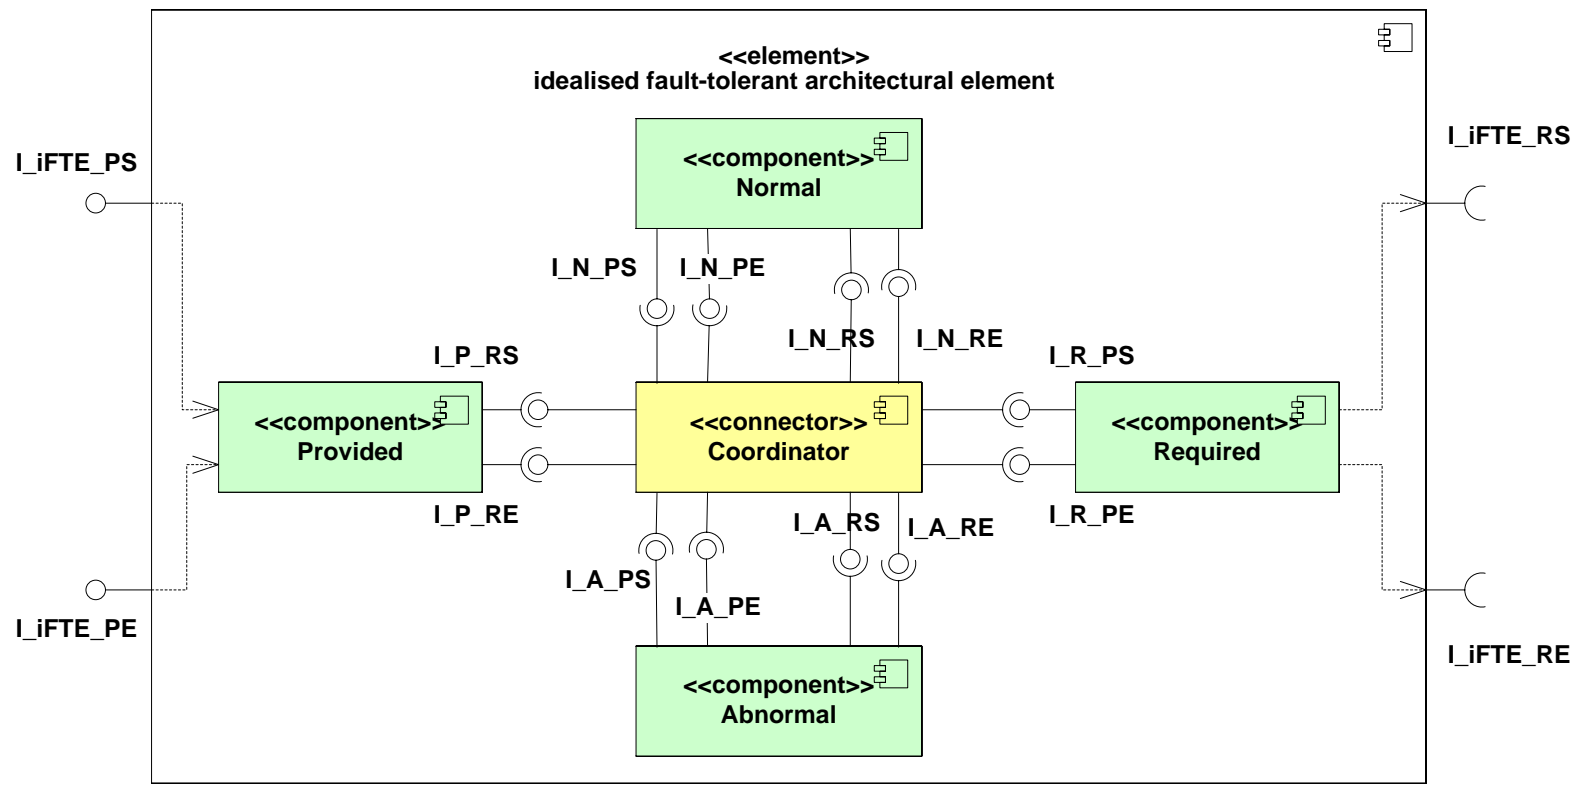 <<element>>
idealised fault-tolerant architectural element
I_iFTE_PS
I_iFTE_RS
<<component>>
Normal
I_N_PS
I_N_PE
I_N_RS
I_N_RE
I_P_RS
I_R_PS
<<component>>
Provided
<<connector>>
Coordinator
<<component>>
Required
I_P_RE
I_R_PE
I_A_RS
I_A_RE
I_A_PS
I_A_PE
I_iFTE_PE
I_iFTE_RE
<<component>>
Abnormal